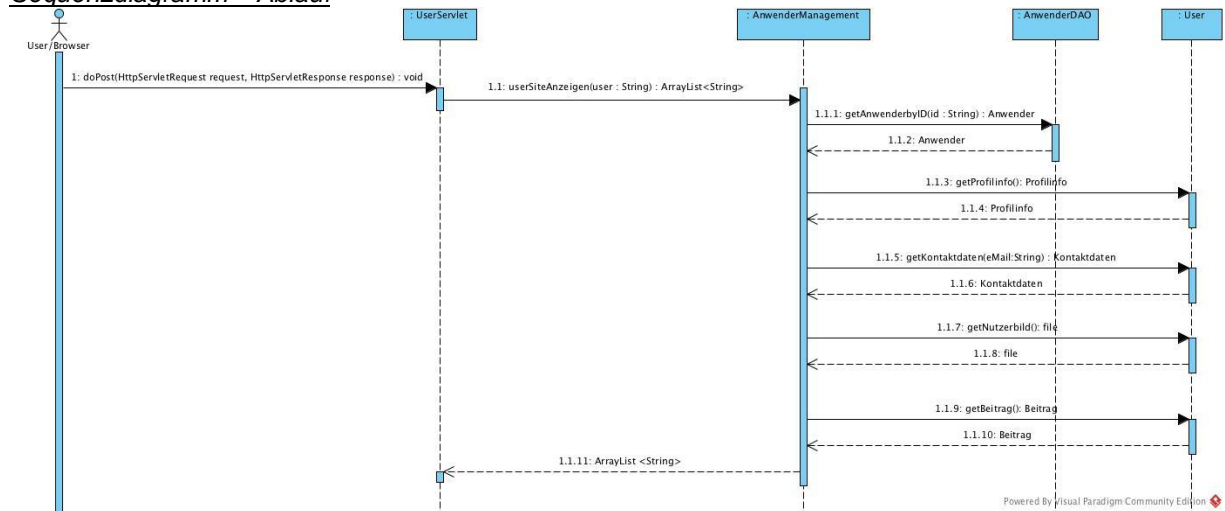 Sequenzdiagramm – Ablauf
: UserServlet
: AnwenderManagement
: AnwenderDAO
: User
User/Browser
1: doPost(HttpServletRequest request, HttpServletResponse response) : void
1.1: userSiteAnzeigen(user : String) : ArrayList<String>
1.1.1: getAnwenderbyID(id : String) : Anwender
1.1.2: Anwender
1.1.3: getProfilinfo(): Profilinfo
1.1.4: Profilinfo
1.1.5: getKontaktdaten(eMail:String) : Kontaktdaten
1.1.6: Kontaktdaten
1.1.7: getNutzerbild(): file
1.1.8: file
1.1.9: getBeitrag(): Beitrag
1.1.10: Beitrag
1.1.11: ArrayList <String>
Powered By Visual Paradigm Community Edition